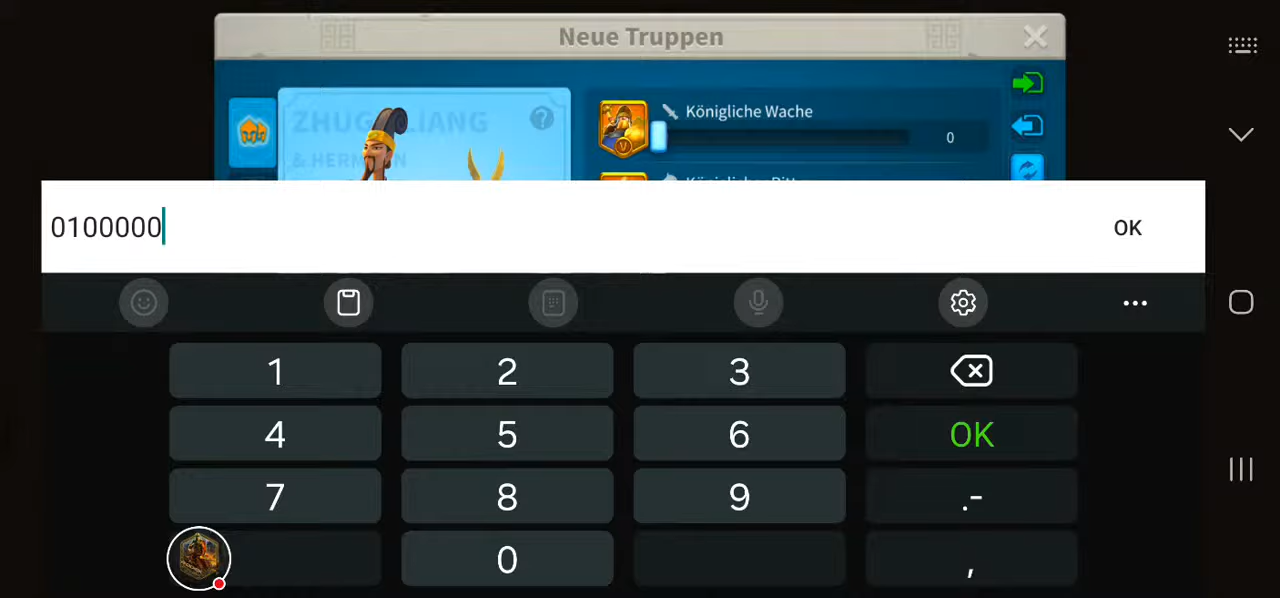 Neue Truppen
ZHUGE LIANG
& HERMANN
Königliche Wache
V
0
0100000
OK
1 2 3
4 5 6 OK
7 8 9 .-
0 ,